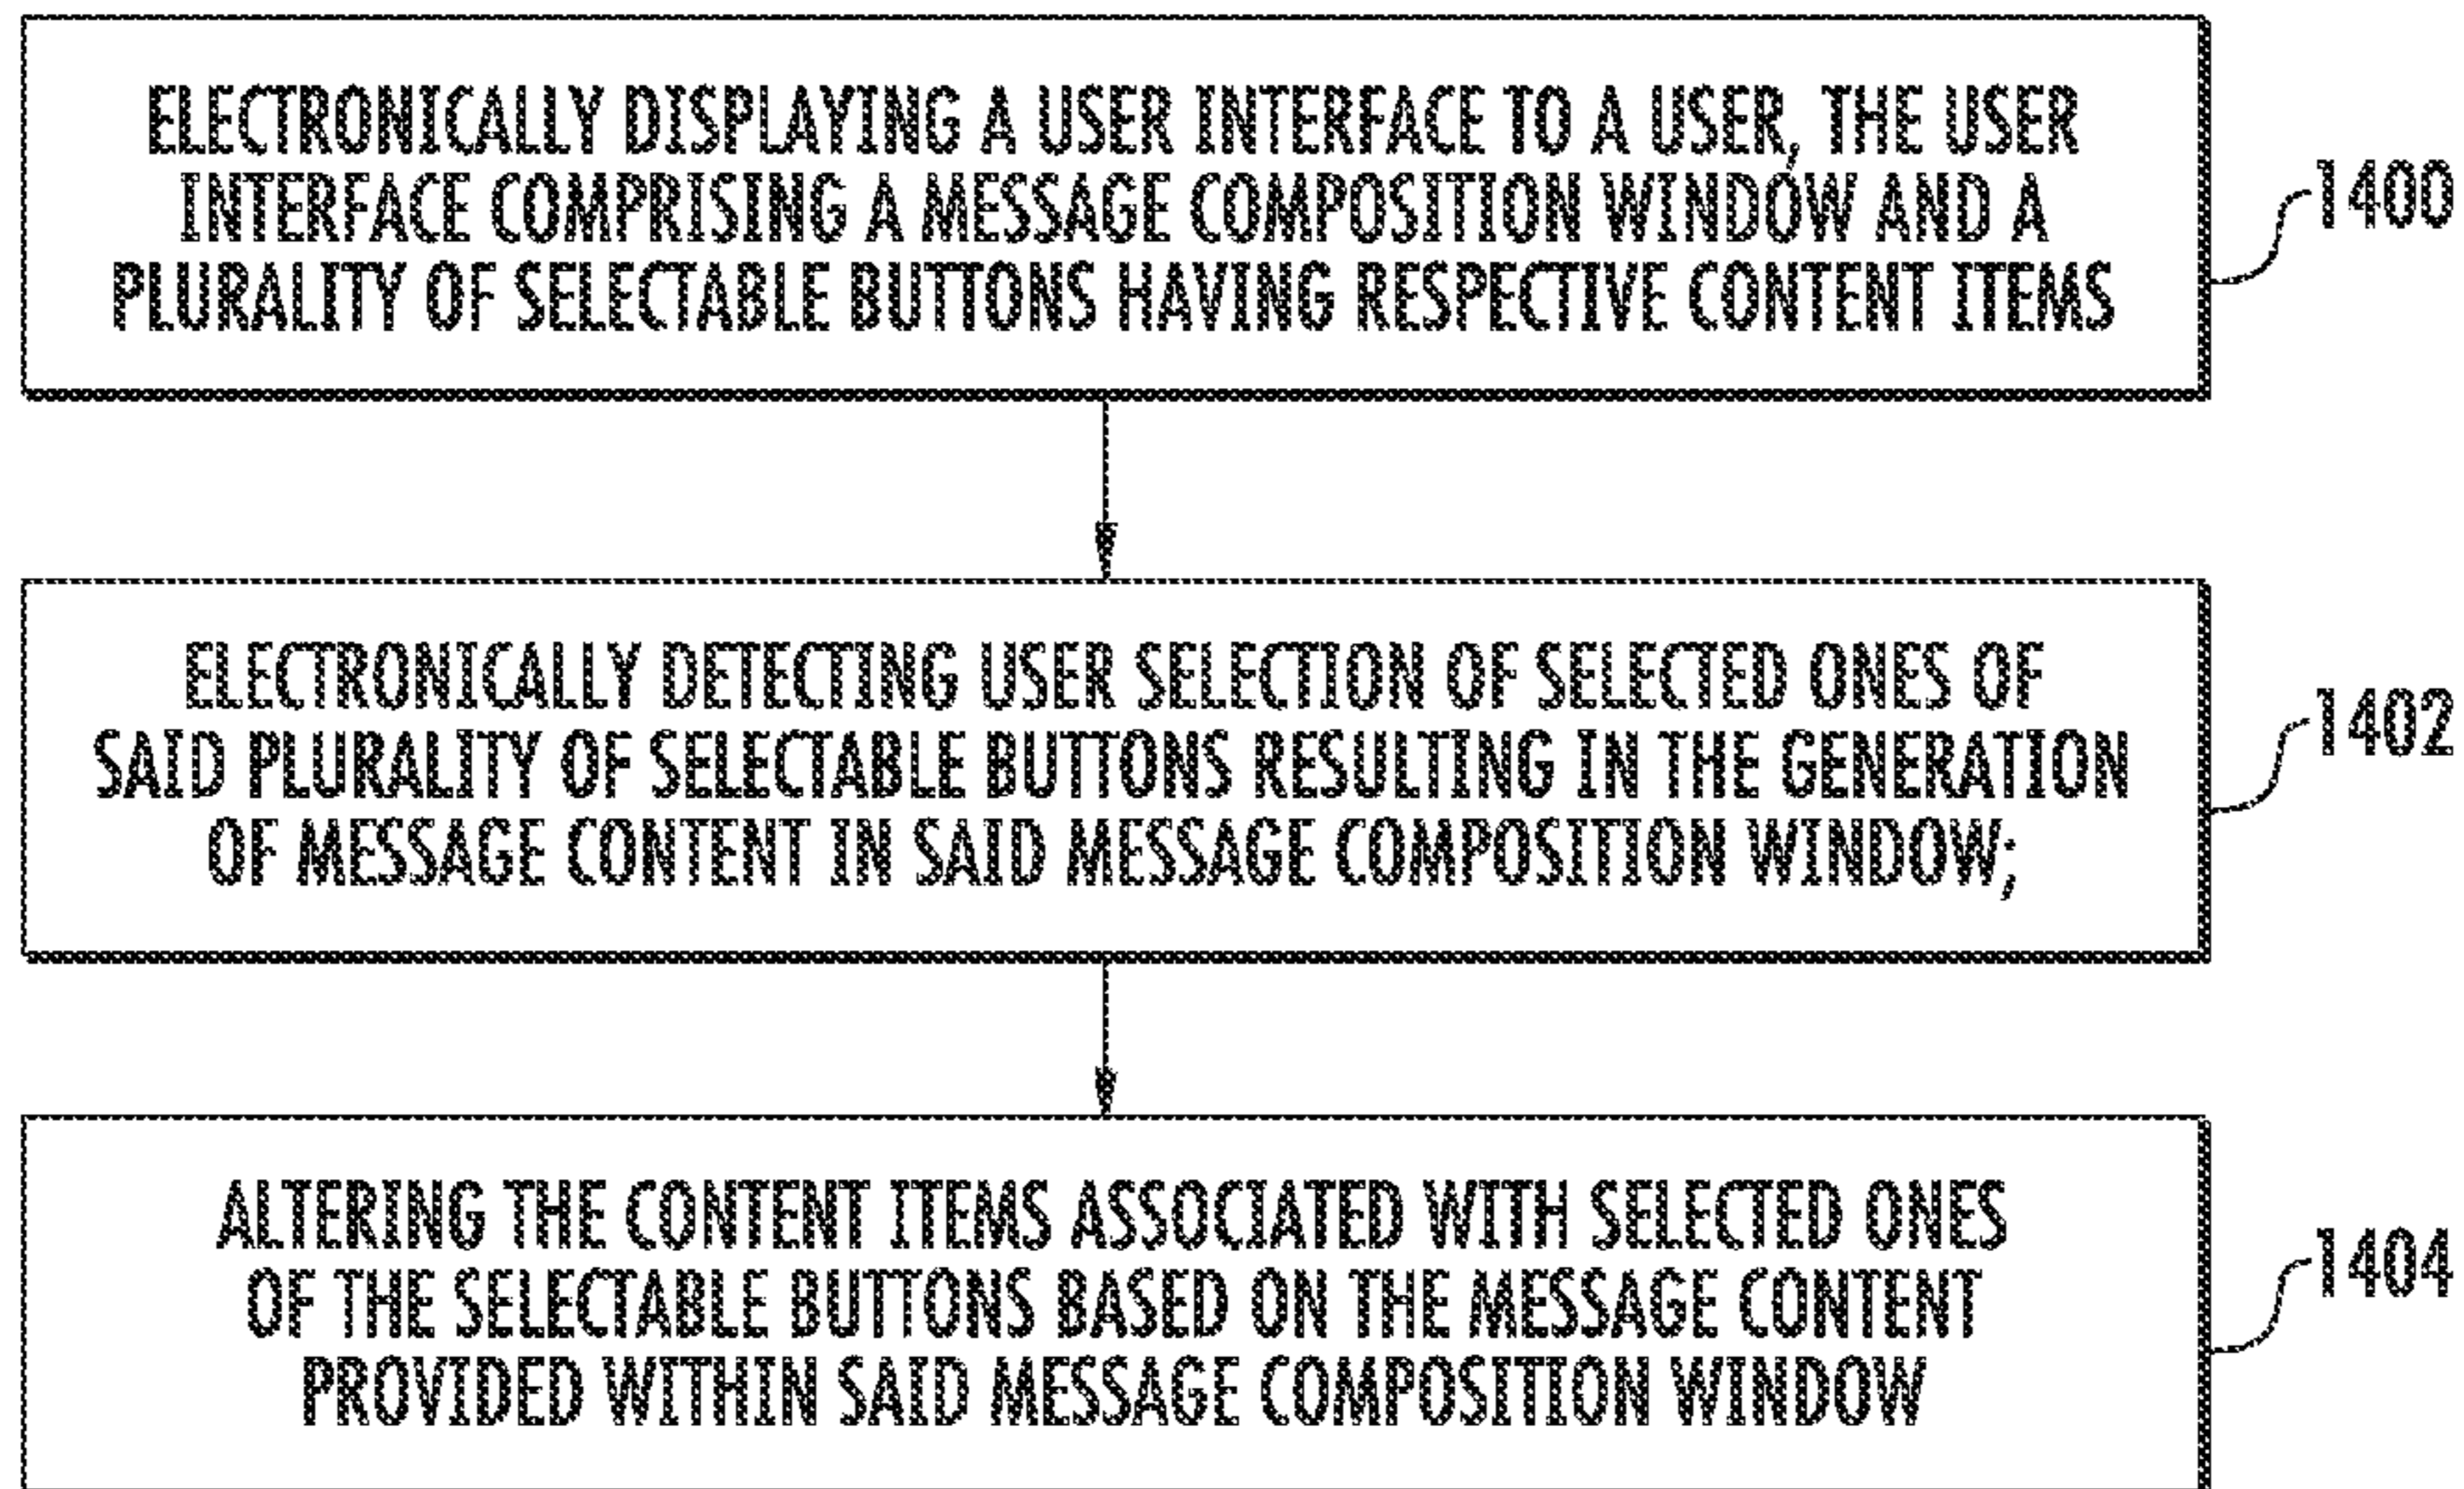 ELECTRONICALLY DISPLAYING A USER INTERFACE TO A USER, THE USER
INTERFACE COMPRISING A MESSAGE COMPOSITION WINDOW AND A
PLURALITY OF SELECTABLE BUTTONS HAVING RESPECTIVE CONTENT ITEMS
1400
ELECTRONICALLY DETECTING USER SELECTION OF SELECTED ONES OF
SAID PLURALITY OF SELECTABLE BUTTONS RESULTING IN THE GENERATION
OF MESSAGE CONTENT IN SAID MESSAGE COMPOSITION WINDOW;
1402
ALTERING THE CONTENT ITEMS ASSOCIATED WITH SELECTED ONES
OF THE SELECTABLE BUTTONS BASED ON THE MESSAGE CONTENT
PROVIDED WITHIN SAID MESSAGE COMPOSITION WINDOW
1404